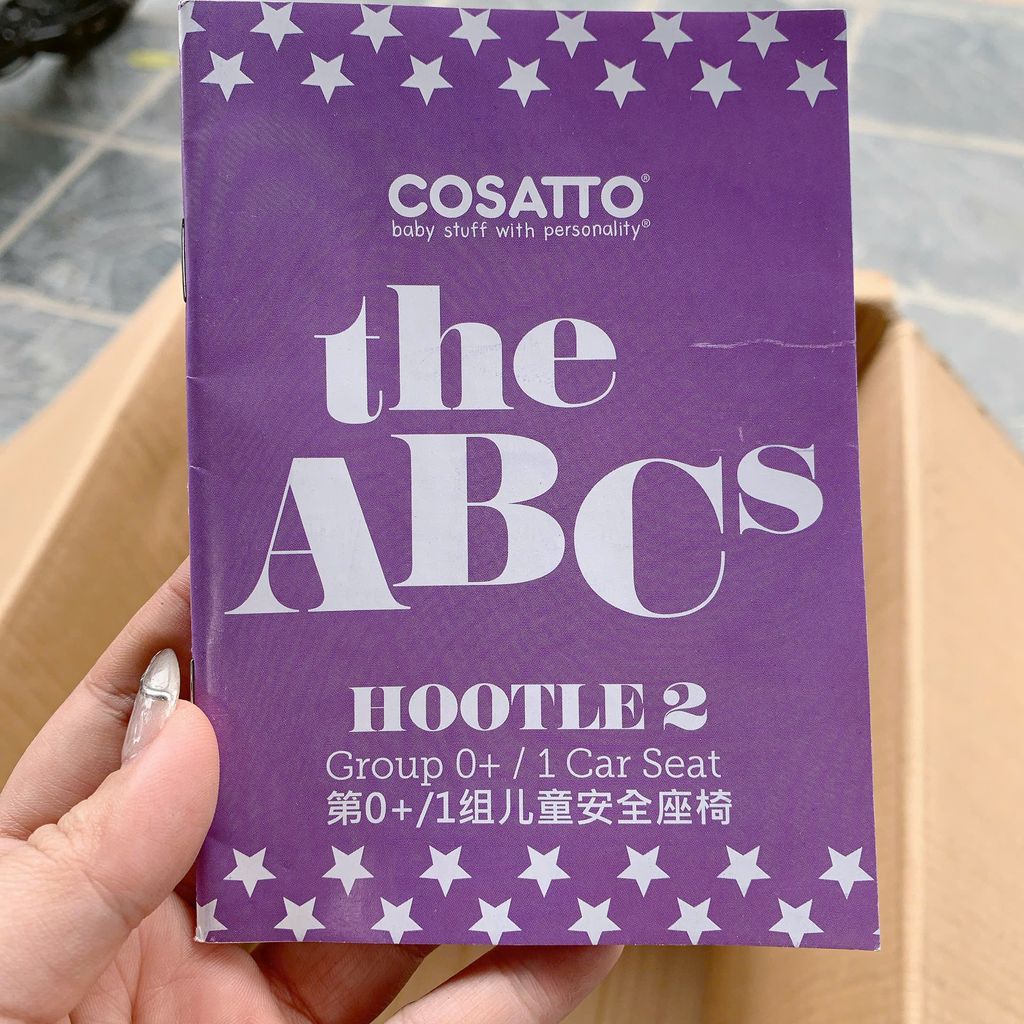 COSATTO®
baby stuff with personality®
the
ABCs
HOOTLE 2
Group 0+ / 1 Car Seat
第0+/1组儿童安全座椅